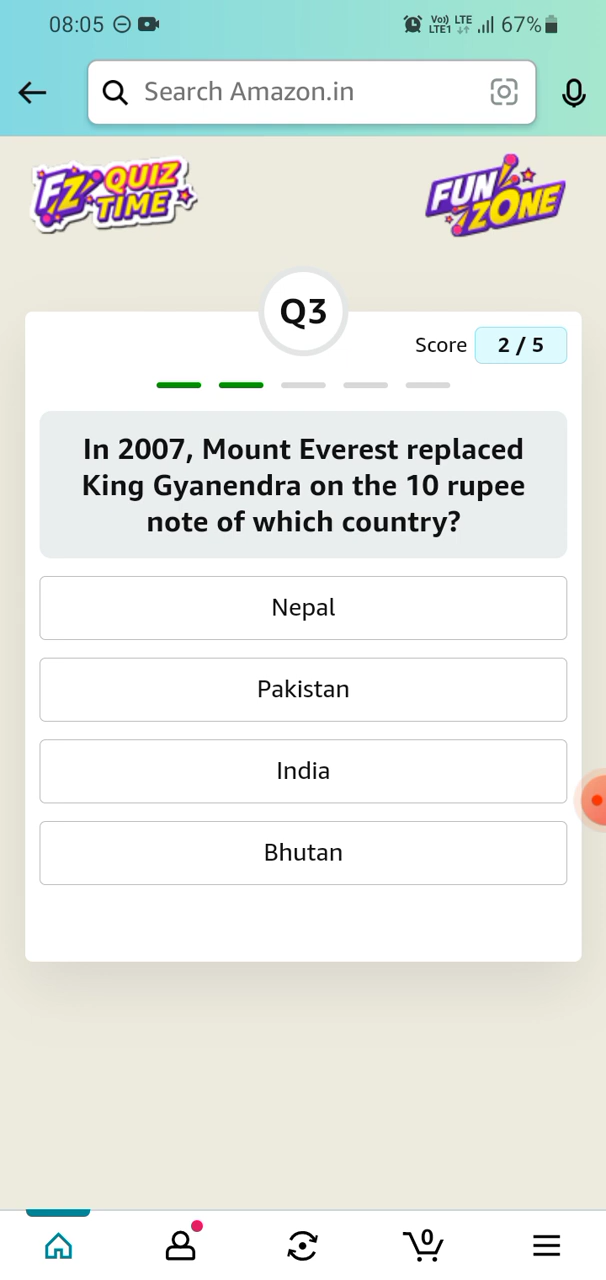 08:05
Vo)) LTE
LTE1
67%
Search Amazon.in
FZ QUIZ
TIME
FUN
ZONE
Q3
Score 2 / 5
In 2007, Mount Everest replaced
King Gyanendra on the 10 rupee
note of which country?
Nepal
Pakistan
India
Bhutan
0